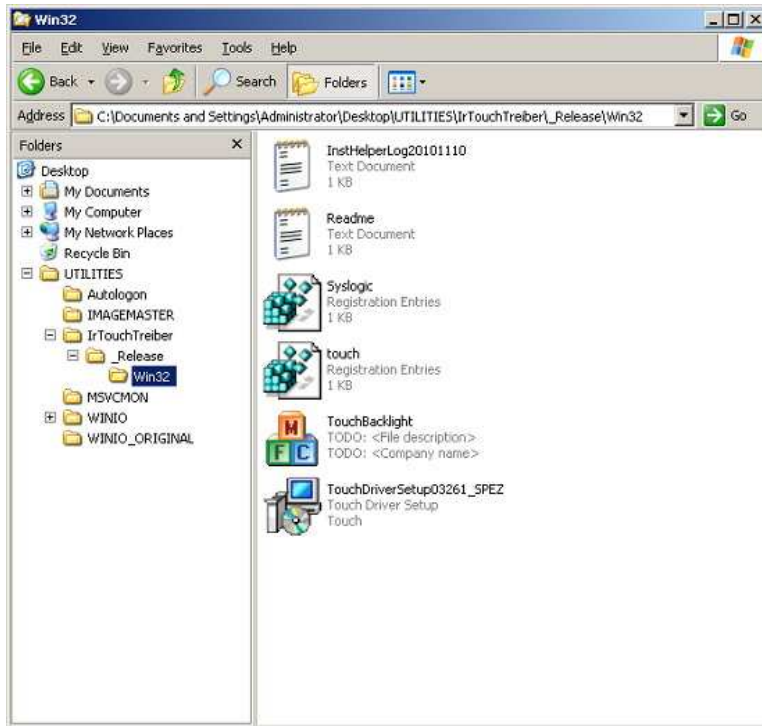 Win32
File Edit View Favorites Tools Help
Back Search Folders
Address C:\Documents and Settings\Administrator\Desktop\UTILITIES\IrTouchTreiber\_Release\Win32 Go
Folders
Desktop
My Documents
My Computer
My Network Places
Recycle Bin
UTILITIES
Autologon
IMAGEMASTER
IrTouchTreiber
_Release
Win32
MSVCMON
WINIO
WINIO_ORIGINAL
InstHelperLog20101110
Text Document
1 KB
Readme
Text Document
1 KB
Syslogic
Registration Entries
1 KB
touch
Registration Entries
1 KB
MFC
TouchBacklight
TODO: <File description>
TODO: <Company name>
TouchDriverSetup03261_SPEZ
Touch Driver Setup
Touch